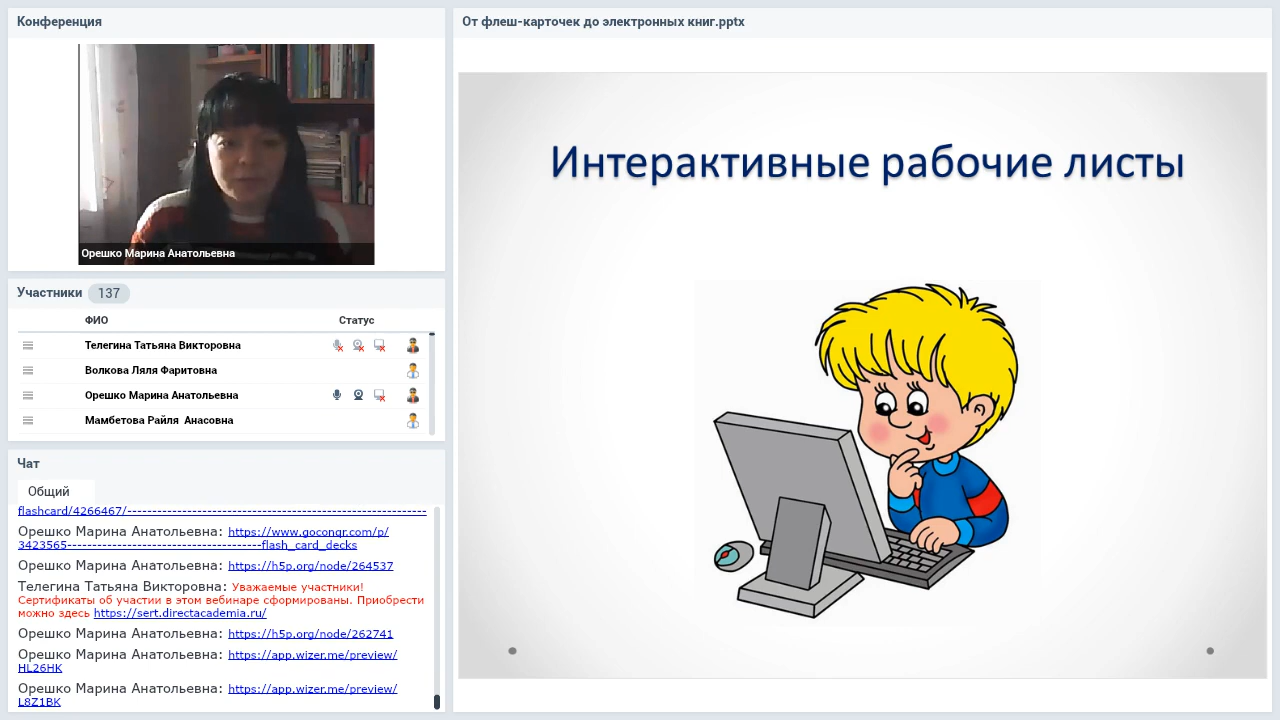 Конференция
Орешко Марина Анатольевна
Участники 137
ФИО Статус
Телегина Татьяна Викторовна
Волкова Ляля Фаритовна
Орешко Марина Анатольевна
Мамбетова Райля Анасовна
Чат
Общий
flashcard/4266467/------------------------------------------------------------
Орешко Марина Анатольевна: https://www.goconqr.com/p/
3423565---------------------------------------flash_card_decks
Орешко Марина Анатольевна: https://h5p.org/node/264537
Телегина Татьяна Викторовна: Уважаемые участники!
Сертификаты об участии в этом вебинаре сформированы. Приобрести
можно здесь https://sert.directacademia.ru/
Орешко Марина Анатольевна: https://h5p.org/node/262741
Орешко Марина Анатольевна: https://app.wizer.me/preview/
HL26HK
Орешко Марина Анатольевна: https://app.wizer.me/preview/
L8Z1BK
От флеш-карточек до электронных книг.pptx
Интерактивные рабочие листы